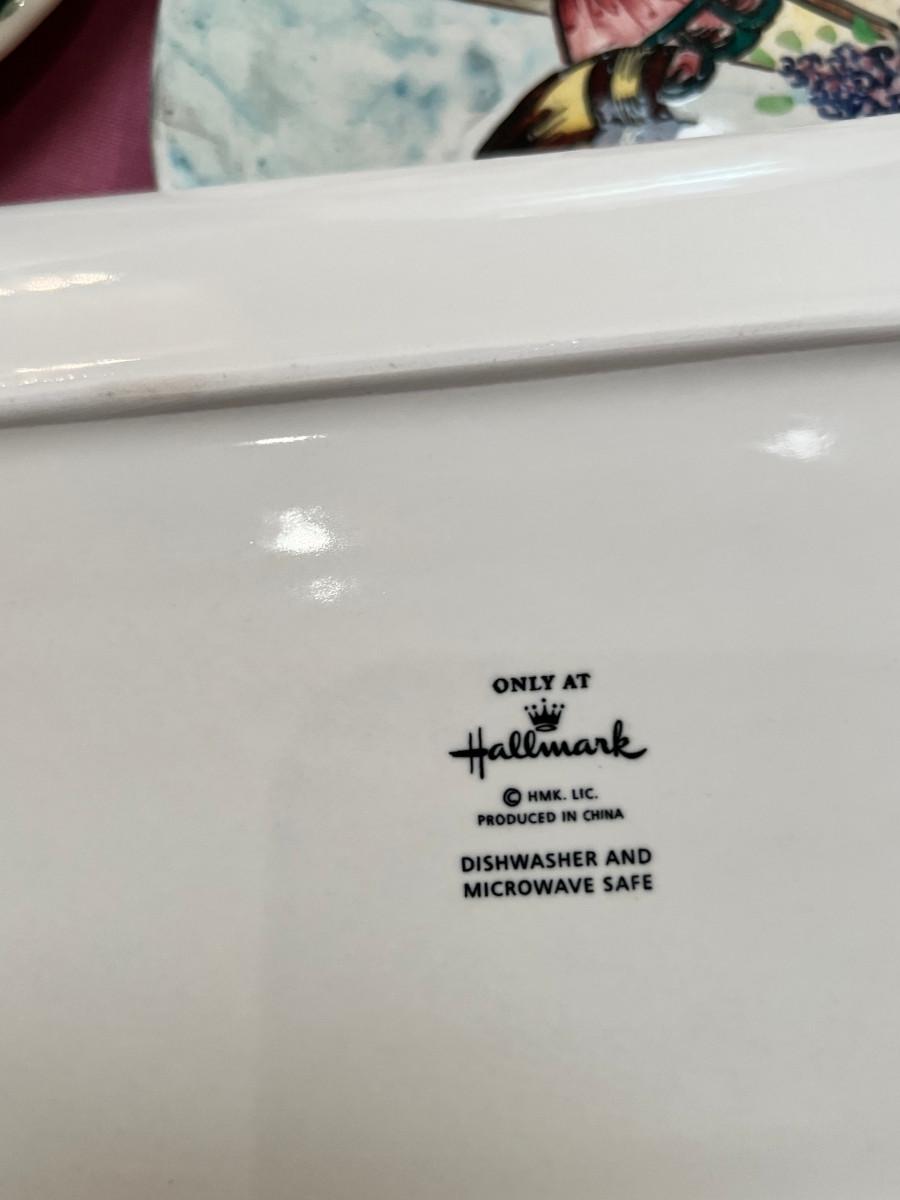 ONLY AT
Hallmark
© HMK. LIC.
PRODUCED IN CHINA
DISHWASHER AND
MICROWAVE SAFE